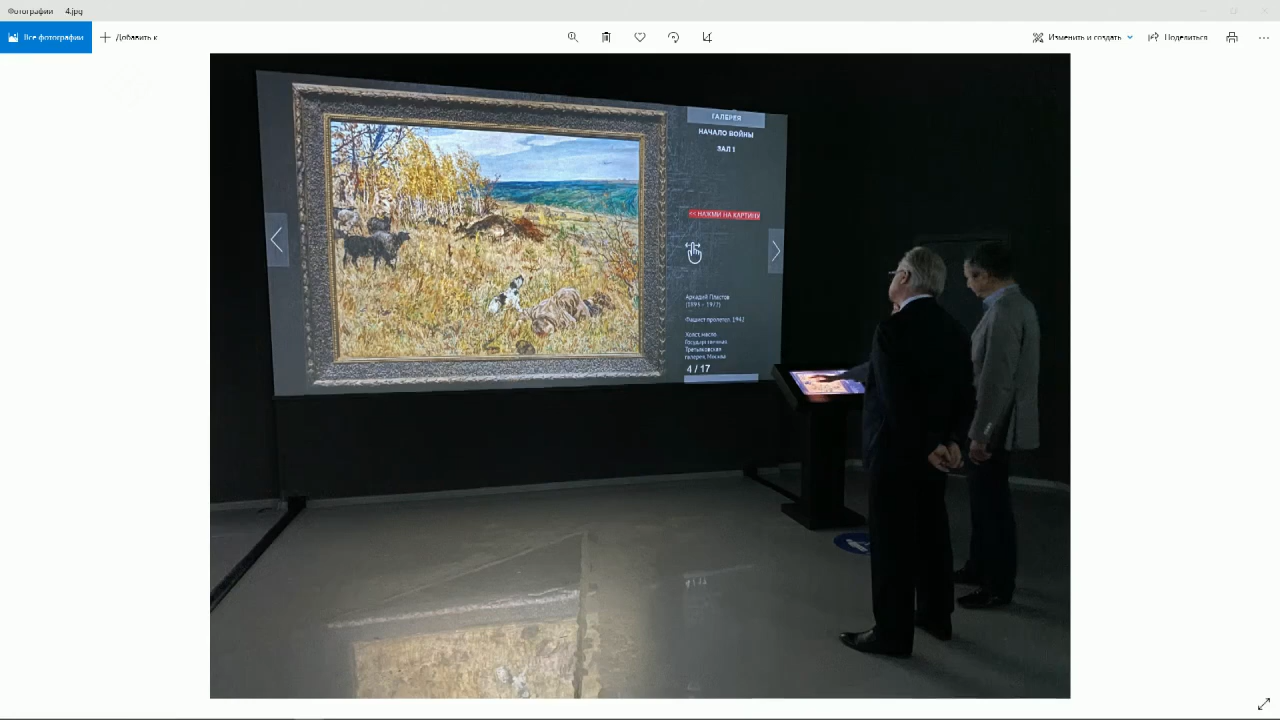 Фотографии - 4.jpg
Все фотографии
Добавить к
Изменить и создать
Поделиться
ГАЛЕРЕЯ
НАЧАЛО ВОЙНЫ
ЗАЛ 1
<< НАЖМИ НА КАРТИНУ
Аркадий Пластов
(1893 - 1972)
Фашист пролетел. 1942
Холст, масло
Государственная
Третьяковская
галерея, Москва
4 / 17